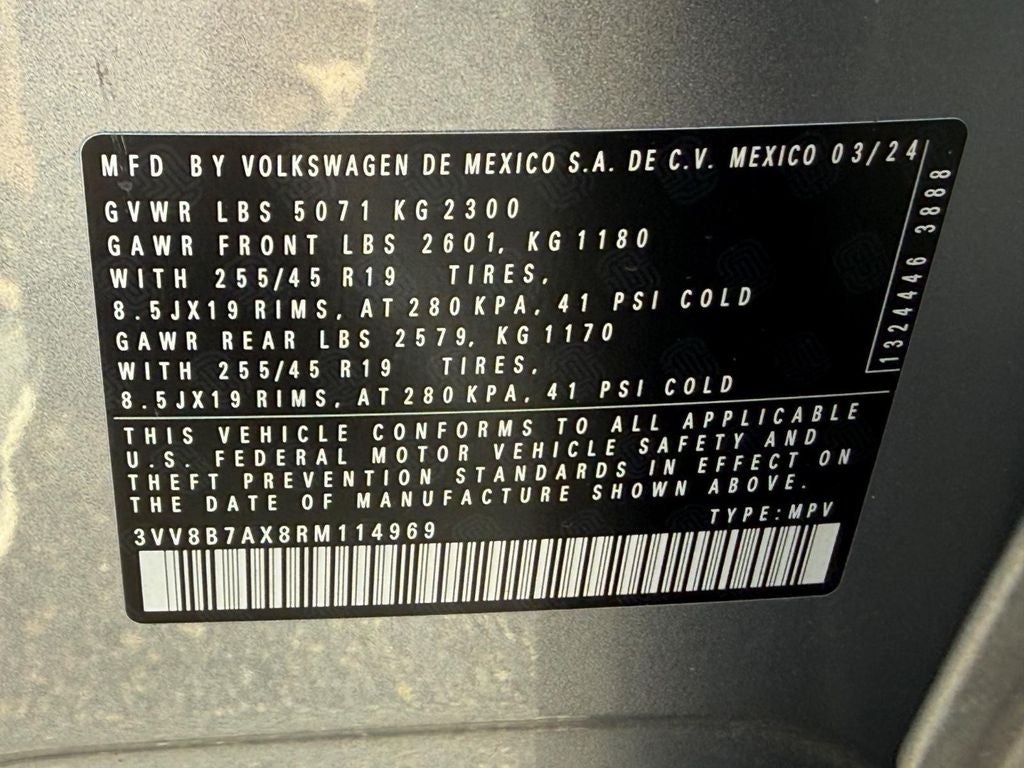 MFD BY VOLKSWAGEN DE MEXICO S.A. DE C.V. MEXICO 03/24
GVWR LBS 5071 KG 2300
GAWR FRONT LBS 2601, KG 1180
WITH 255/45 R19 TIRES,
8.5JX19 RIMS, AT 280 KPA, 41 PSI COLD
GAWR REAR LBS 2579, KG 1170
WITH 255/45 R19 TIRES,
8.5JX19 RIMS, AT 280 KPA, 41 PSI COLD
1324446 3888
THIS VEHICLE CONFORMS TO ALL APPLICABLE
U.S. FEDERAL MOTOR VEHICLE SAFETY AND
THEFT PREVENTION STANDARDS IN EFFECT ON
THE DATE OF MANUFACTURE SHOWN ABOVE.
TYPE: MPV
3VV8B7AX8RM114969